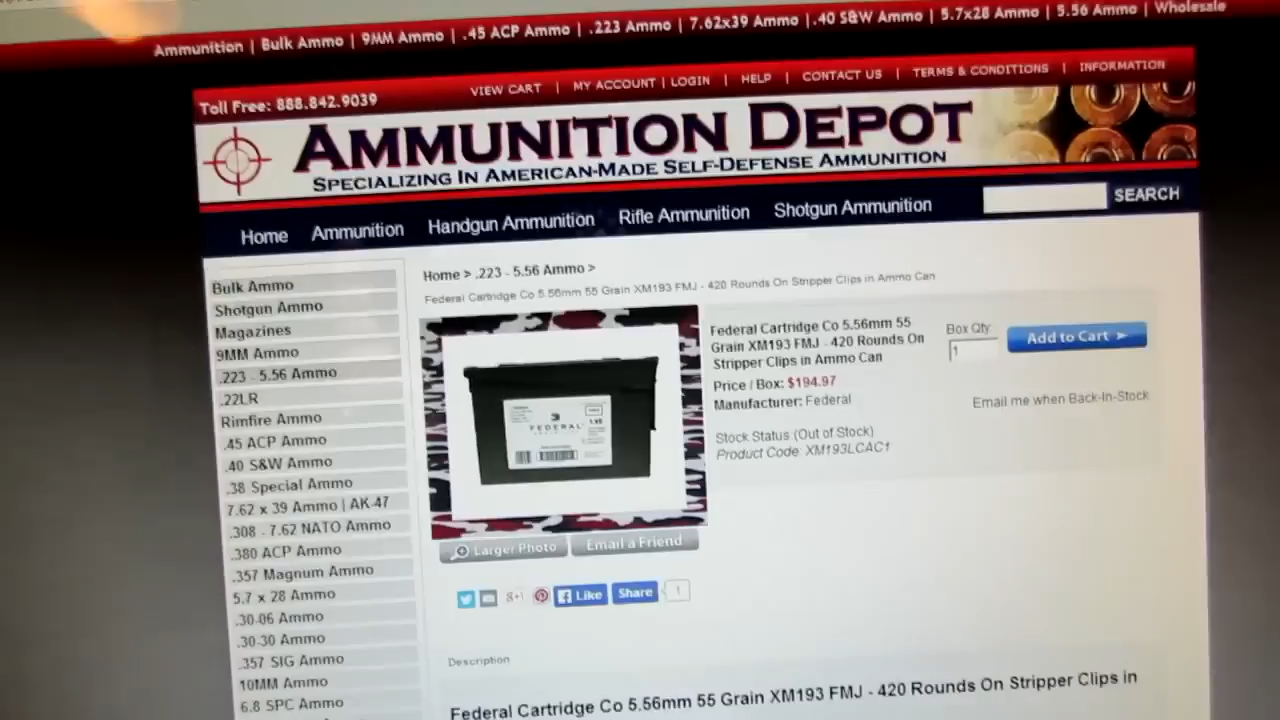 Ammunition | Bulk Ammo | 9MM Ammo | .45 ACP Ammo | .223 Ammo | 7.62x39 Ammo | .40 S&W Ammo | 5.7x28 Ammo | 5.56 Ammo | Wholesale
Toll Free: 888.842.9039
VIEW CART | MY ACCOUNT | LOGIN | HELP | CONTACT US | TERMS & CONDITIONS | INFORMATION
AMMUNITION DEPOT
SPECIALIZING IN AMERICAN-MADE SELF-DEFENSE AMMUNITION
Home Ammunition Handgun Ammunition Rifle Ammunition Shotgun Ammunition
SEARCH
Bulk Ammo
Shotgun Ammo
Magazines
9MM Ammo
.223 - 5.56 Ammo
.22LR
Rimfire Ammo
.45 ACP Ammo
.40 S&W Ammo
.38 Special Ammo
7.62 x 39 Ammo | AK-47
.308 - 7.62 NATO Ammo
.380 ACP Ammo
.357 Magnum Ammo
5.7 x 28 Ammo
.30-06 Ammo
.30-30 Ammo
.357 SIG Ammo
10MM Ammo
6.8 SPC Ammo
Home > .223 - 5.56 Ammo >
Federal Cartridge Co 5.56mm 55 Grain XM193 FMJ - 420 Rounds On Stripper Clips in Ammo Can
FEDERAL
Larger Photo
Email a Friend
Federal Cartridge Co 5.56mm 55
Grain XM193 FMJ - 420 Rounds On
Stripper Clips in Ammo Can
Price / Box: $194.97
Manufacturer: Federal
Stock Status (Out of Stock)
Product Code: XM193LCAC1
Box Qty
1
Add to Cart
Email me when Back-In-Stock
8+1
Like
Share
1
Description
Federal Cartridge Co 5.56mm 55 Grain XM193 FMJ - 420 Rounds On Stripper Clips in